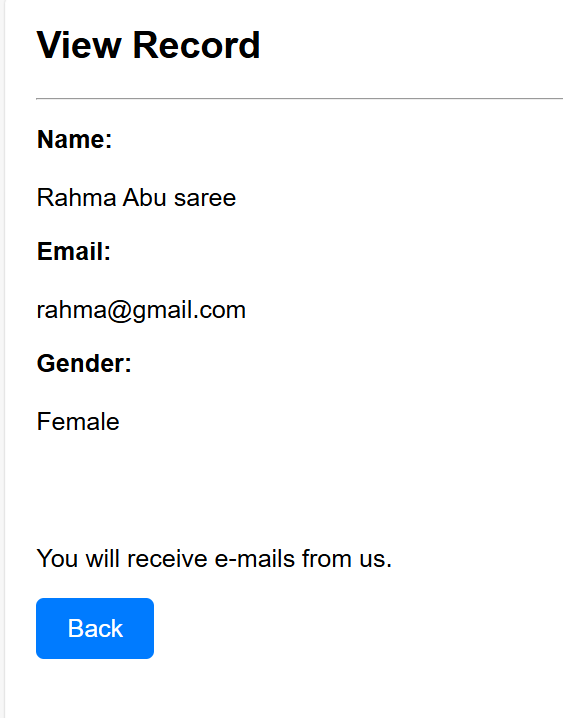 View Record
Name:
Rahma Abu saree
Email:
rahma@gmail.com
Gender:
Female
You will receive e-mails from us.
Back